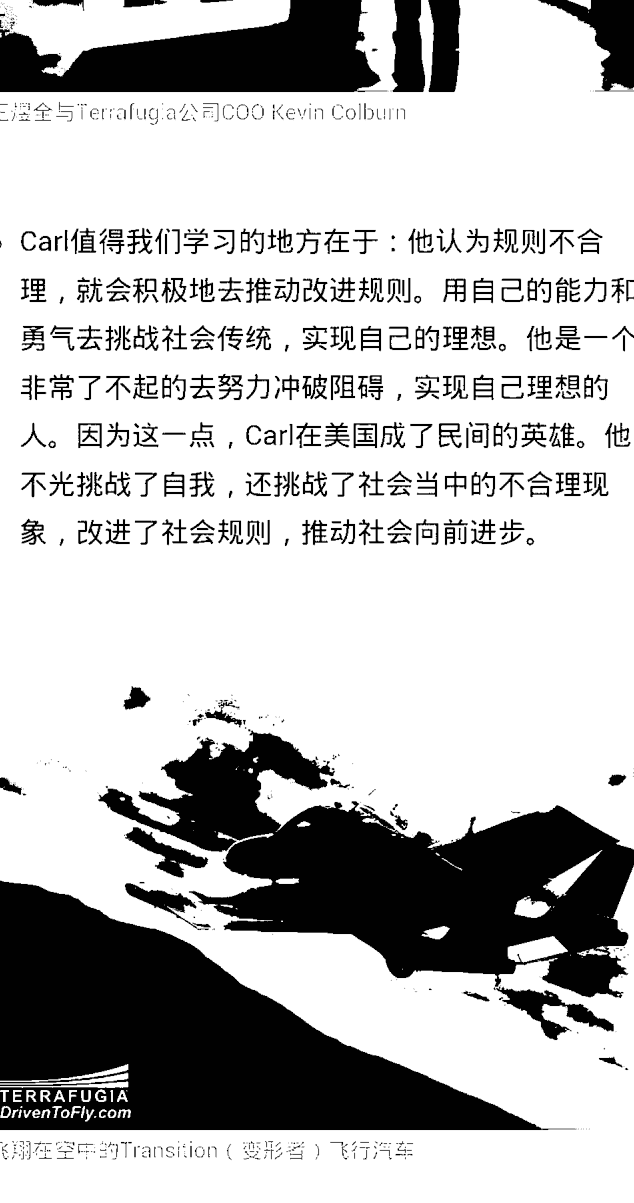 王煜全与Terrafugia公司COO Kevin Colburn
Carl值得我们学习的地方在于：他认为规则不合
理，就会积极地去推动改进规则。用自己的能力和
勇气去挑战社会传统，实现自己的理想。他是一个
非常了不起的去努力冲破阻碍，实现自己理想的
人。因为这一点，Carl在美国成了民间的英雄。他
不光挑战了自我，还挑战了社会当中的不合理现
象，改进了社会规则，推动社会向前进步。
TERRAFUGIA
DrivenToFly.com
飞翔在空中的Transition（变形者）飞行汽车